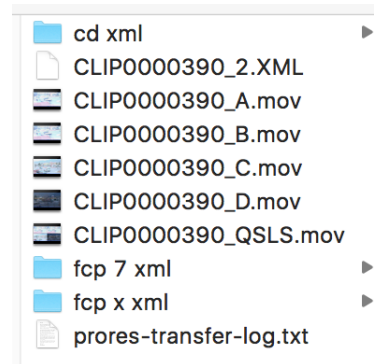 cd xml
CLIP0000390_2.XML
CLIP0000390_A.mov
CLIP0000390_B.mov
CLIP0000390_C.mov
CLIP0000390_D.mov
CLIP0000390_QSLS.mov
fcp 7 xml
fcp x xml
prores-transfer-log.txt